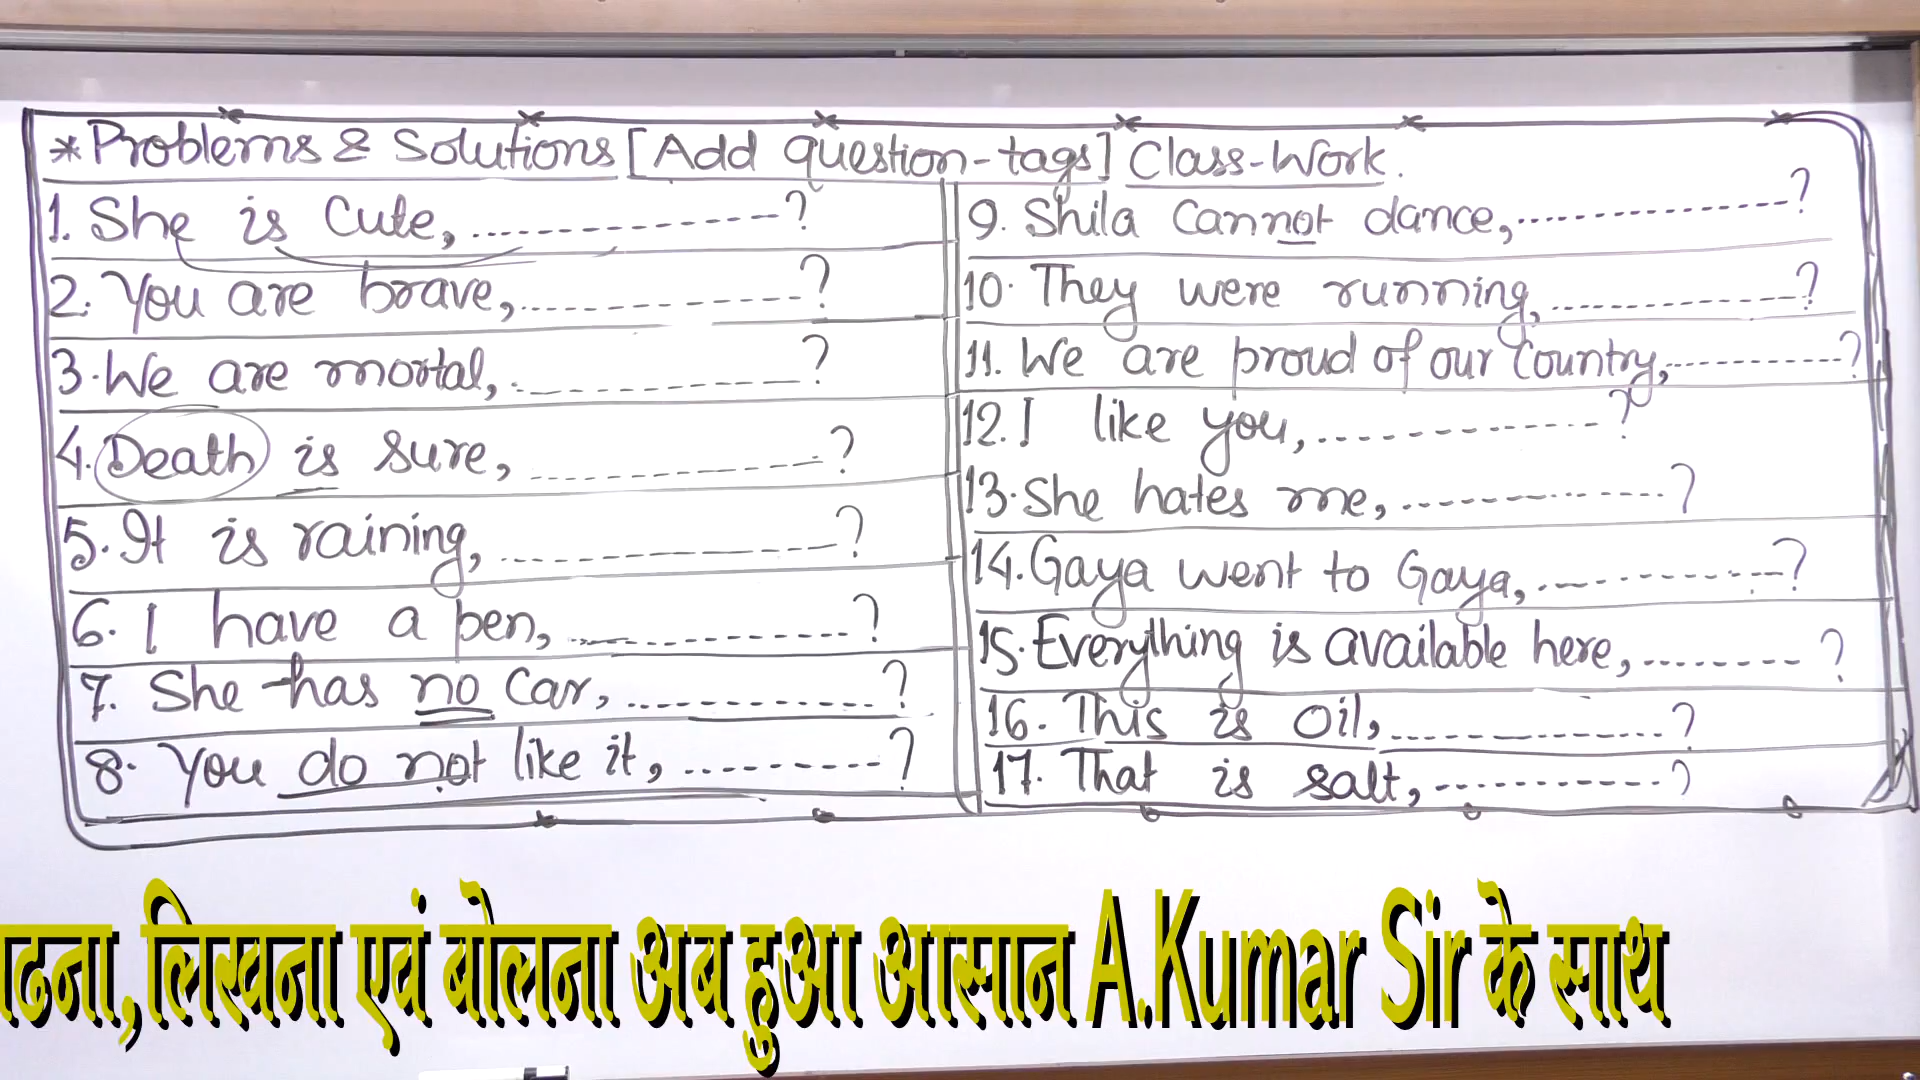 *Problems & Solutions [Add question-tags] Class-Work.
1. She is Cute, ..............?
2. You are brave, ..............?
3. We are mortal, ..............?
4. Death is sure, ..............?
5. It is raining, ..............?
6. I have a pen, ..............?
7. She has no Car, ..............?
8. You do not like it, ..........?
9. Shila Cannot dance, ..............?
10. They were running, ..............?
11. We are proud of our Country, ...........?
12. I like you, ..............?
13. She hates me, ..............?
14. Gaya went to Gaya, ..............?
15. Everything is available here, ........?
16. This is Oil, ..............?
17. That is salt, ............?
ढना, लिखना एवं बोलना अब हुआ आसान A.Kumar Sir के साथ